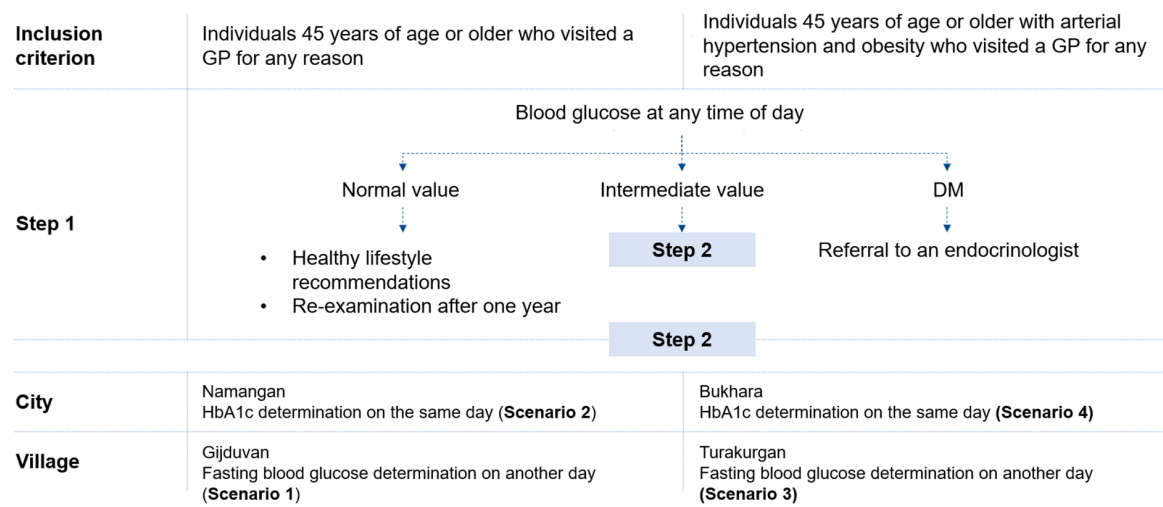 Inclusion criterion
Individuals 45 years of age or older who visited a
GP for any reason
Individuals 45 years of age or older with arterial
hypertension and obesity who visited a GP for any
reason
Step 1
Blood glucose at any time of day
Normal value
Intermediate value
DM
• Healthy lifestyle
recommendations
• Re-examination after one year
Step 2
Referral to an endocrinologist
Step 2
City
Namangan
HbA1c determination on the same day (Scenario 2)
Bukhara
HbA1c determination on the same day (Scenario 4)
Village
Gijduvan
Fasting blood glucose determination on another day
(Scenario 1)
Turakurgan
Fasting blood glucose determination on another day
(Scenario 3)